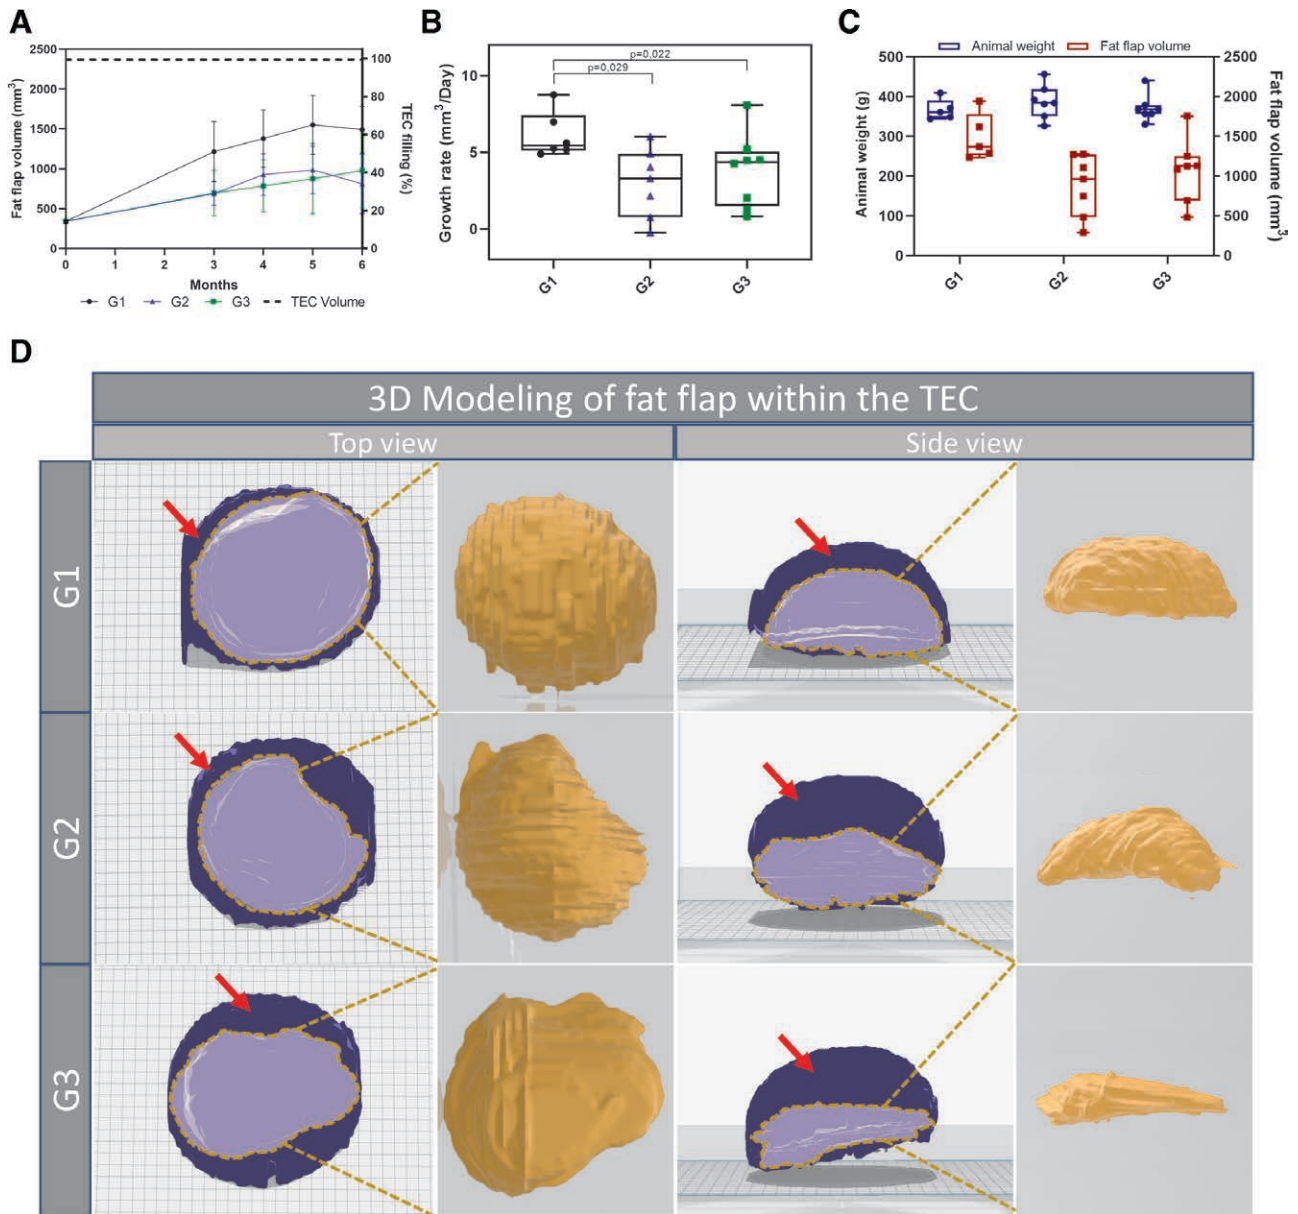 A
Fat flap volume (mm³)
2500
2000
1500
1000
500
0
0 1 2 3 4 5 6
Months
100
80
60
40
20
0
TEC filling (%)
G1 G2 G3 TEC Volume
B
Growth rate (mm³/Day)
10
5
0
p=0,022
p=0,029
G1 G2 G3
C
Animal weight Fat flap volume
Animal weight (g)
500
400
300
200
100
0
2500
2000
1500
1000
500
0
Fat flap volume (mm³)
G1 G2 G3
D
3D Modeling of fat flap within the TEC
Top view Side view
G1
G2
G3